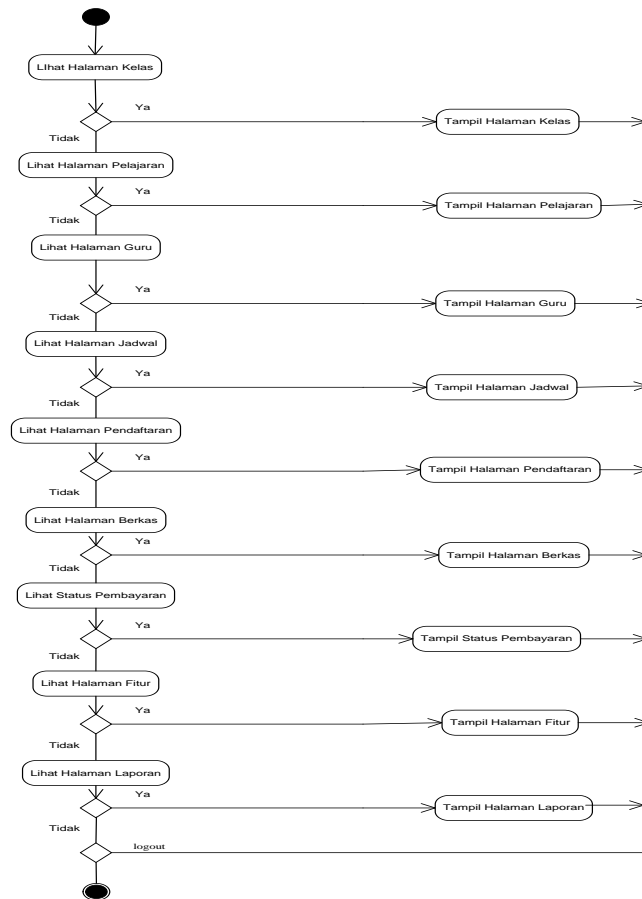 LIhat Halaman Kelas
Ya
Tampil Halaman Kelas
Tidak
Lihat Halaman Pelajaran
Ya
Tampil Halaman Pelajaran
Tidak
Lihat Halaman Guru
Ya
Tampil Halaman Guru
Tidak
Lihat Halaman Jadwal
Ya
Tampil Halaman Jadwal
Tidak
Lihat Halaman Pendaftaran
Ya
Tampil Halaman Pendaftaran
Tidak
Lihat Halaman Berkas
Ya
Tampil Halaman Berkas
Tidak
Lihat Status Pembayaran
Ya
Tampil Status Pembayaran
Tidak
Lihat Halaman Fitur
Ya
Tampil Halaman Fitur
Tidak
Lihat Halaman Laporan
Ya
Tampil Halaman Laporan
Tidak
logout